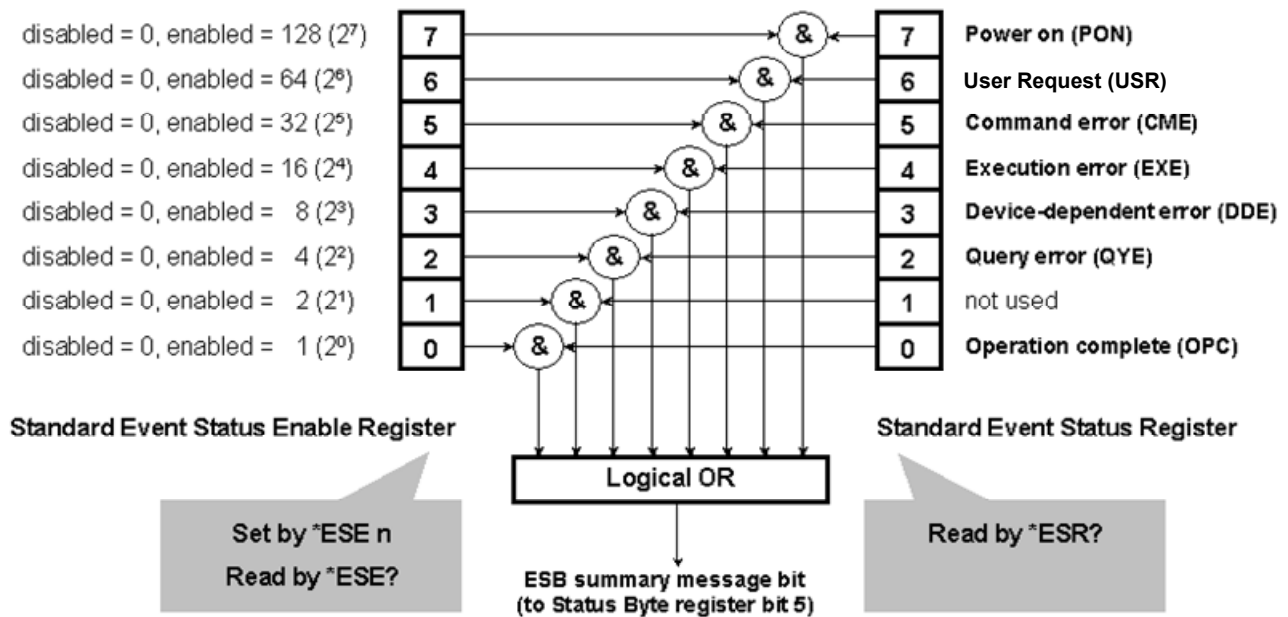 disabled = 0, enabled = 128 (2⁷) 7 & 7 Power on (PON)
disabled = 0, enabled = 64 (2⁶) 6 & 6 User Request (USR)
disabled = 0, enabled = 32 (2⁵) 5 & 5 Command error (CME)
disabled = 0, enabled = 16 (2⁴) 4 & 4 Execution error (EXE)
disabled = 0, enabled = 8 (2³) 3 & 3 Device-dependent error (DDE)
disabled = 0, enabled = 4 (2²) 2 & 2 Query error (QYE)
disabled = 0, enabled = 2 (2¹) 1 & 1 not used
disabled = 0, enabled = 1 (2⁰) 0 & 0 Operation complete (OPC)
Standard Event Status Enable Register
Standard Event Status Register
Logical OR
Set by *ESE n
Read by *ESE?
Read by *ESR?
ESB summary message bit
(to Status Byte register bit 5)